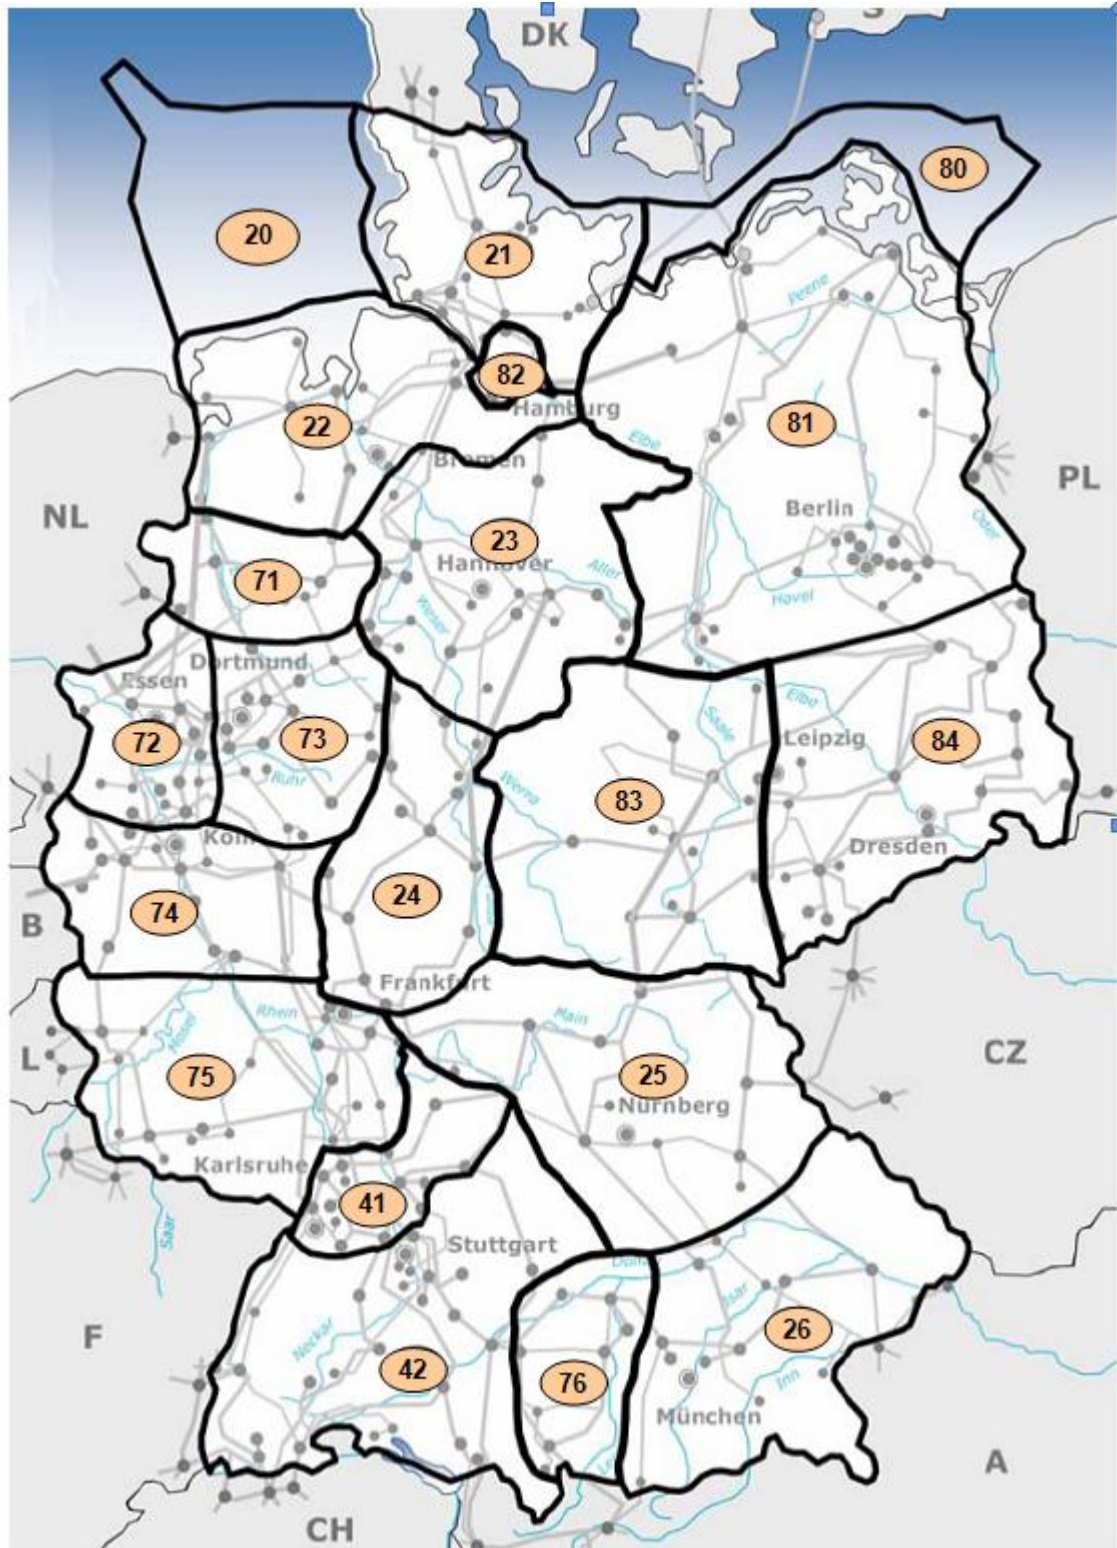 S
DK
80
20
21
Peene
82
Hamburg
22
81
Elbe
Bremen
PL
NL
Berlin
Oder
23
Hannover
Aller
71
Havel
Weser
Dortmund
Essen
Elbe
72
73
Saale
Leipzig
84
Ruhr
Werra
83
Köln
Dresden
24
74
B
Frankfurt
Rhein
Main
Mosel
L
CZ
75
25
Nürnberg
Karlsruhe
41
Saar
Stuttgart
Isar
F
Neckar
26
42
76
Inn
München
A
CH